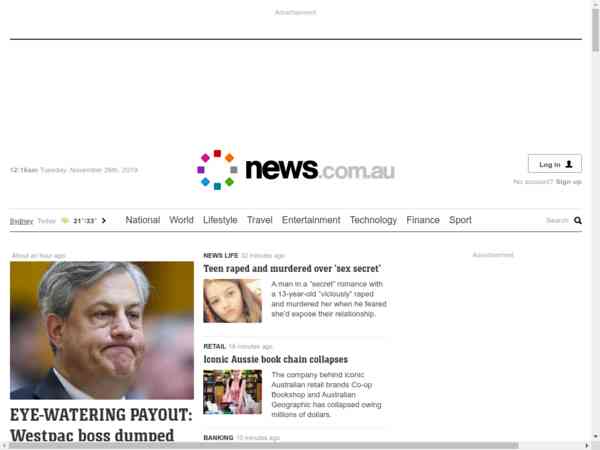 Advertisement
12:16am Tuesday, November 26th, 2019
news.com.au
Log in
No account? Sign up
Sydney Today 21°/33°
National World Lifestyle Travel Entertainment Technology Finance Sport
Search
About an hour ago
EYE-WATERING PAYOUT:
Westpac boss dumped
NEWS LIFE 32 minutes ago
Teen raped and murdered over 'sex secret'
A man in a "secret" romance with
a 13-year-old "viciously" raped
and murdered her when he feared
she'd expose their relationship.
RETAIL 18 minutes ago
Iconic Aussie book chain collapses
The company behind iconic
Australian retail brands Co-op
Bookshop and Australian
Geographic has collapsed owing
millions of dollars.
BANKING 10 minutes ago
Advertisement